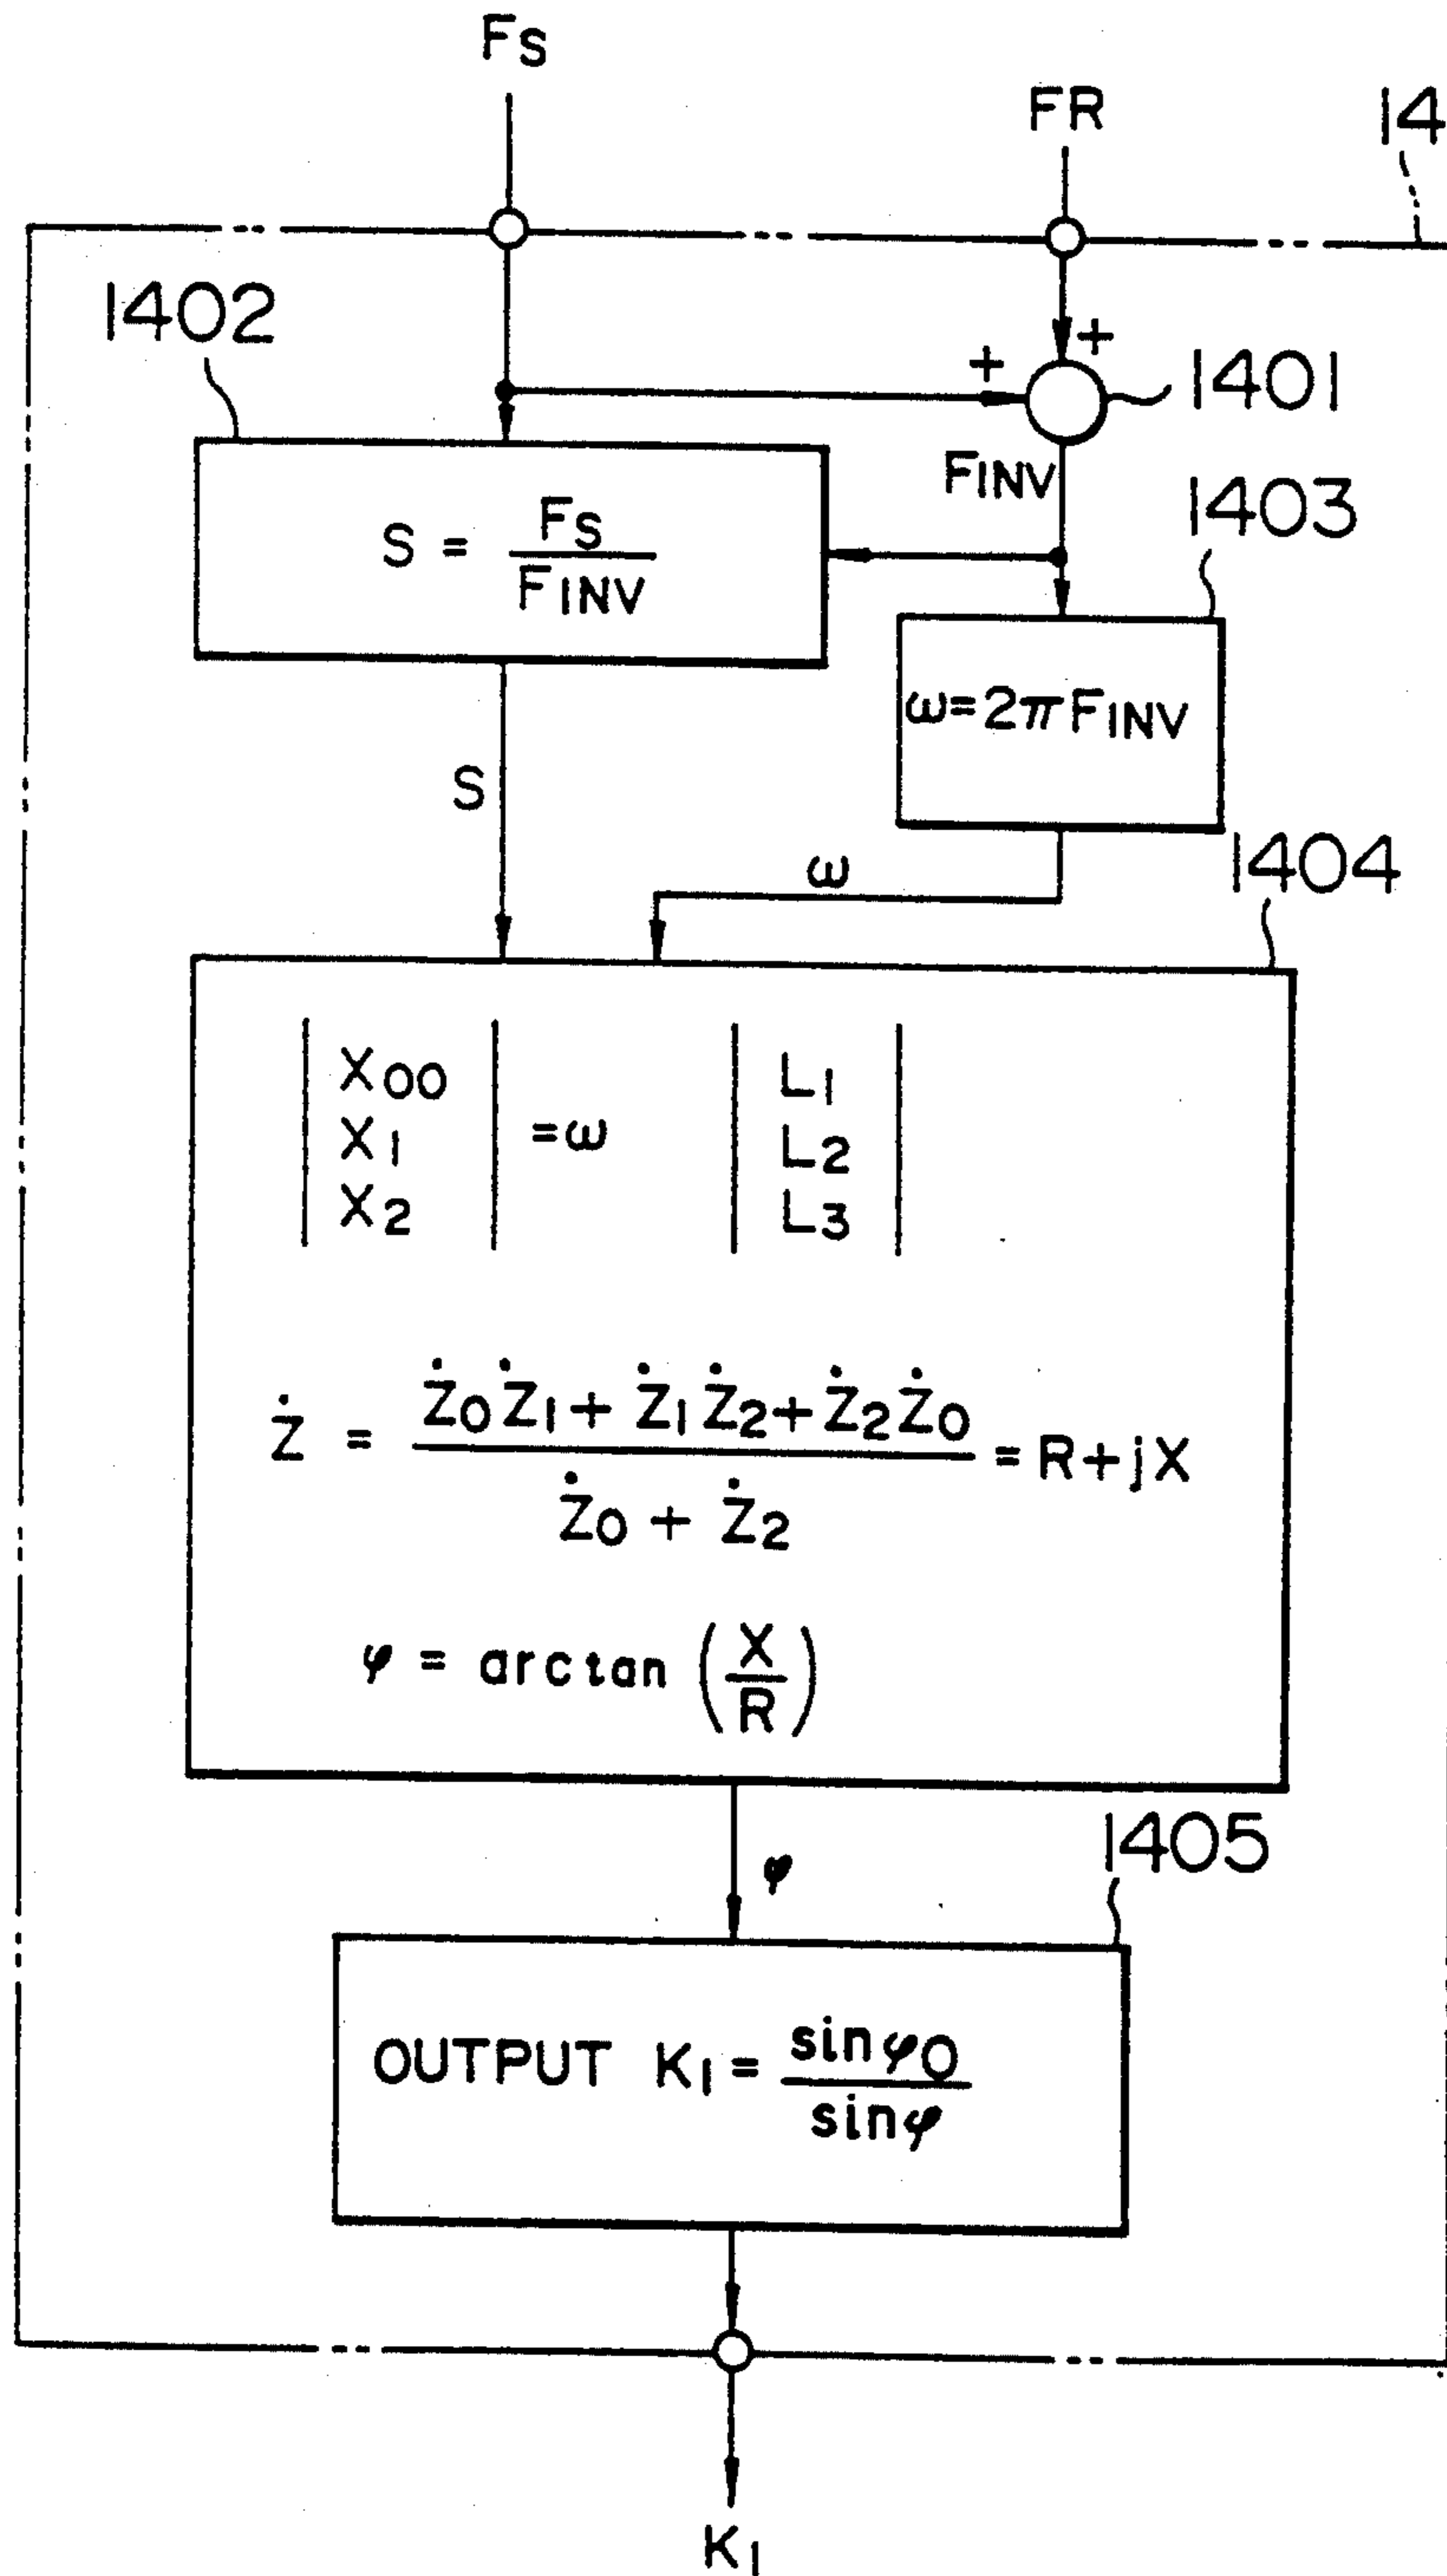 Fs
FR
14
1402
+
+
1401
FINV
1403
S = Fs / FINV
ω=2πFINV
S
ω
1404
| X00 | =ω | L1 |
| X1 | | L2 |
| X2 | | L3 |
Ż = (Ż0Ż1 + Ż1Ż2 + Ż2Ż0) / (Ż0 + Ż2) = R+jX
φ = arctan (X/R)
φ
1405
OUTPUT K1 = sinφ0 / sinφ
K1